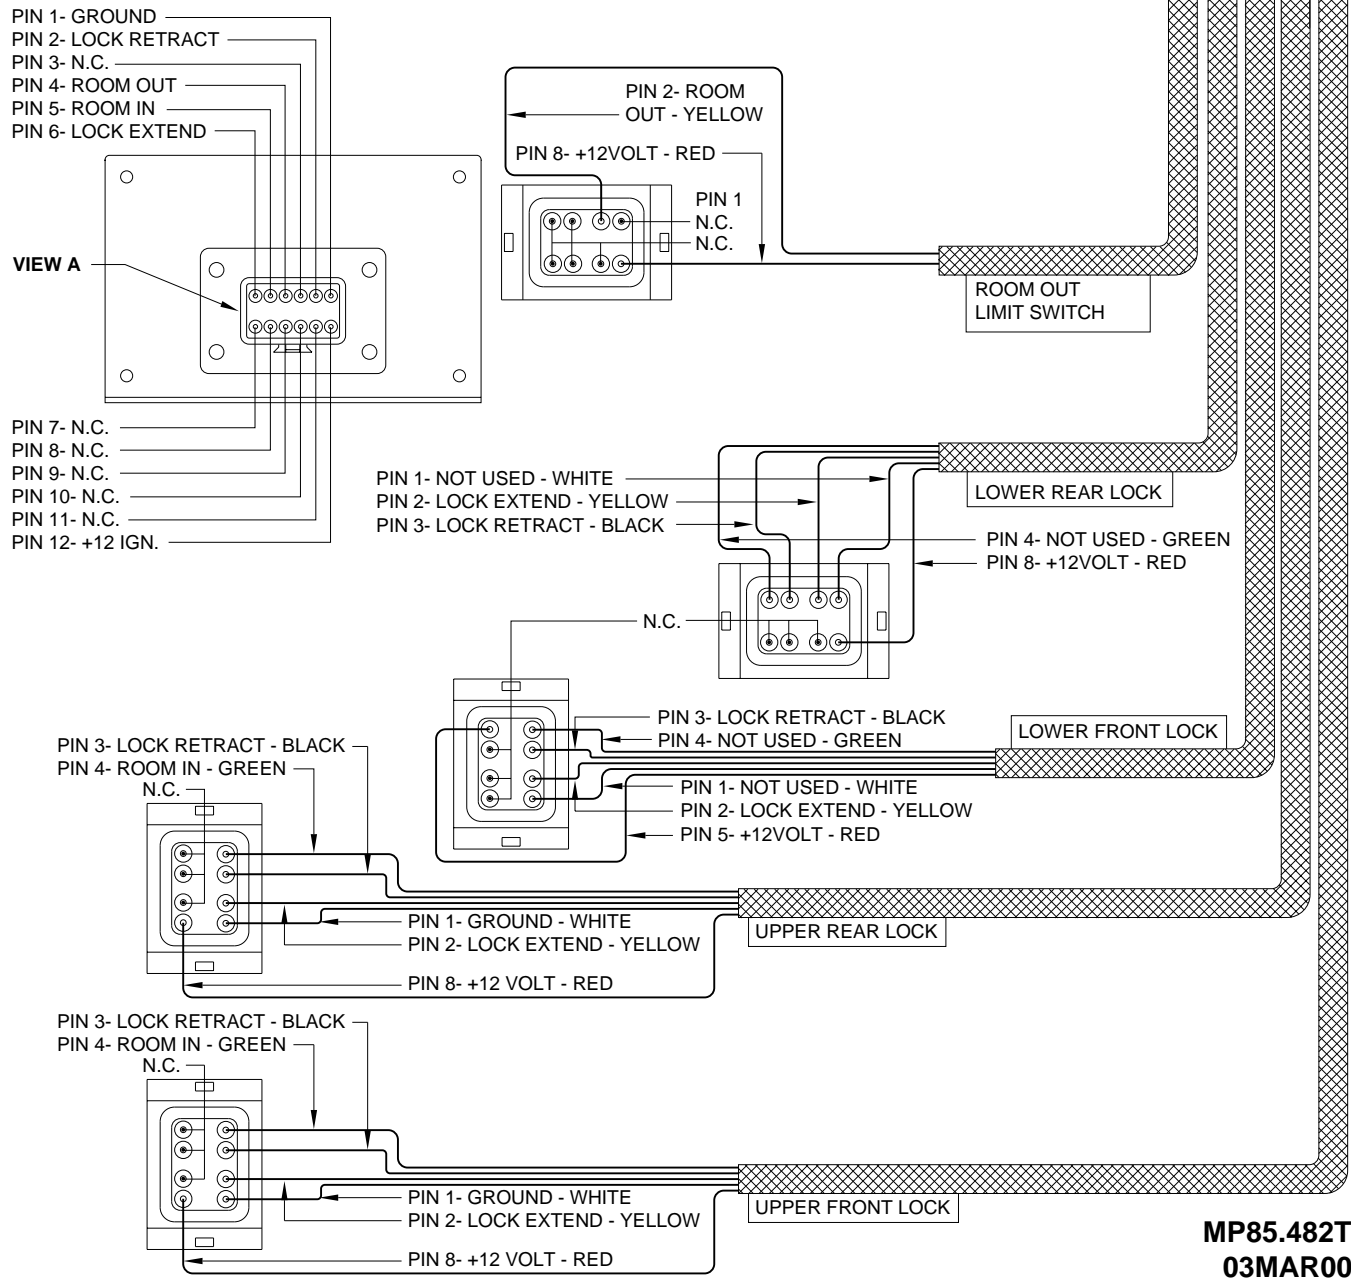 PIN 1- GROUND
PIN 2- LOCK RETRACT
PIN 3- N.C.
PIN 4- ROOM OUT
PIN 5- ROOM IN
PIN 6- LOCK EXTEND
VIEW A
PIN 7- N.C.
PIN 8- N.C.
PIN 9- N.C.
PIN 10- N.C.
PIN 11- N.C.
PIN 12- +12 IGN.
PIN 2- ROOM
OUT - YELLOW
PIN 8- +12VOLT - RED
PIN 1
N.C.
N.C.
ROOM OUT
LIMIT SWITCH
PIN 1- NOT USED - WHITE
PIN 2- LOCK EXTEND - YELLOW
PIN 3- LOCK RETRACT - BLACK
LOWER REAR LOCK
PIN 4- NOT USED - GREEN
PIN 8- +12VOLT - RED
N.C.
PIN 3- LOCK RETRACT - BLACK
PIN 4- NOT USED - GREEN
LOWER FRONT LOCK
PIN 1- NOT USED - WHITE
PIN 2- LOCK EXTEND - YELLOW
PIN 5- +12VOLT - RED
PIN 3- LOCK RETRACT - BLACK
PIN 4- ROOM IN - GREEN
N.C.
PIN 1- GROUND - WHITE
PIN 2- LOCK EXTEND - YELLOW
UPPER REAR LOCK
PIN 8- +12 VOLT - RED
PIN 3- LOCK RETRACT - BLACK
PIN 4- ROOM IN - GREEN
N.C.
PIN 1- GROUND - WHITE
PIN 2- LOCK EXTEND - YELLOW
UPPER FRONT LOCK
PIN 8- +12 VOLT - RED
MP85.482T
03MAR00